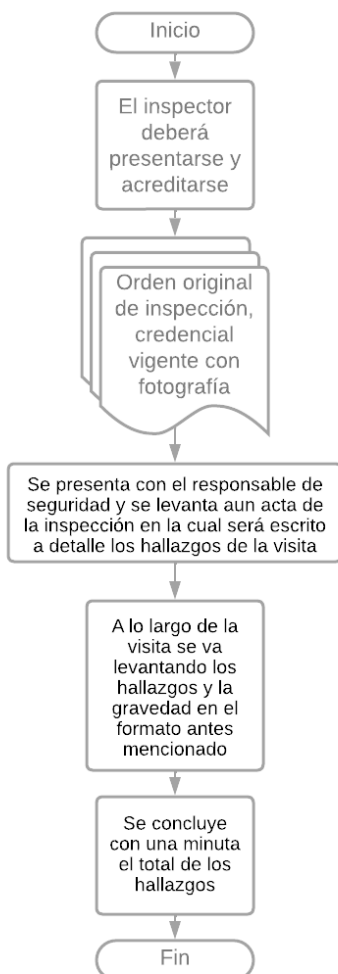 Inicio
El inspector
deberá
presentarse y
acreditarse
Orden original
de inspección,
credencial
vigente con
fotografía
Se presenta con el responsable de
seguridad y se levanta aun acta de
la inspección en la cual será escrito
a detalle los hallazgos de la visita
A lo largo de la
visita se va
levantando los
hallazgos y la
gravedad en el
formato antes
mencionado
Se concluye
con una minuta
el total de los
hallazgos
Fin